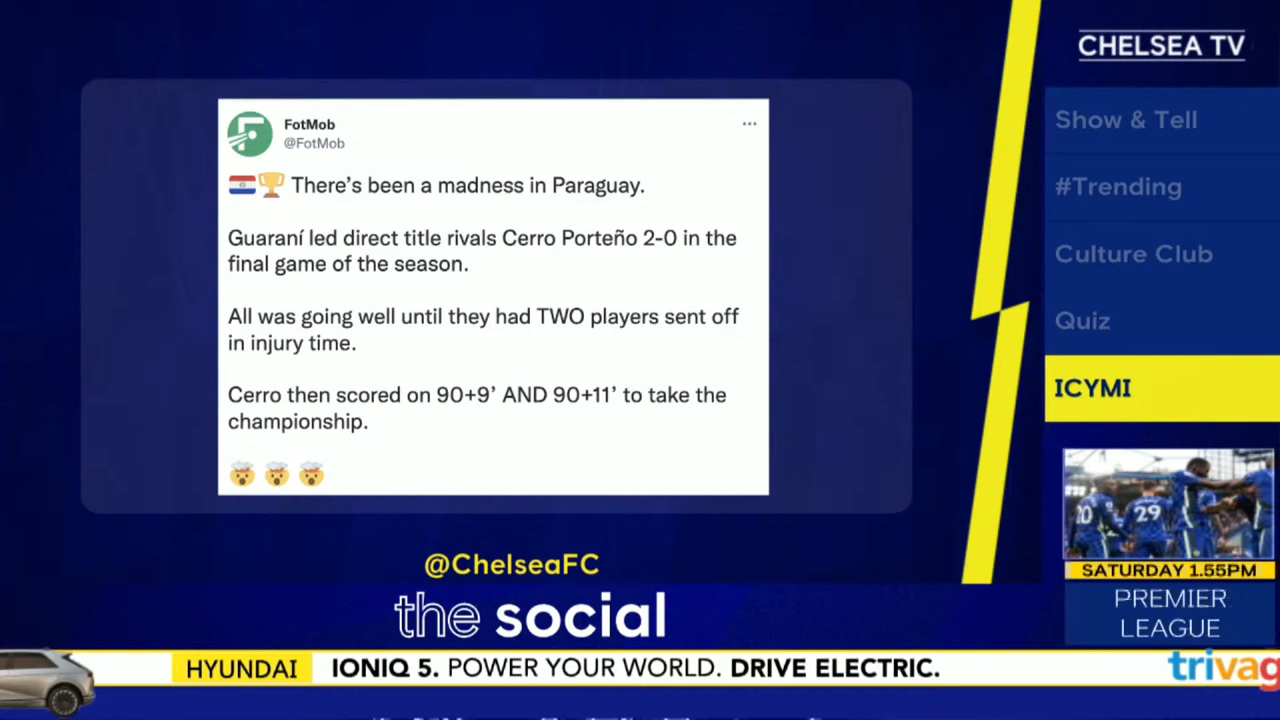 CHELSEA TV
FotMob
@FotMob
There’s been a madness in Paraguay.
Guaraní led direct title rivals Cerro Porteño 2-0 in the
final game of the season.
All was going well until they had TWO players sent off
in injury time.
Cerro then scored on 90+9’ AND 90+11’ to take the
championship.
Show & Tell
#Trending
Culture Club
Quiz
ICYMI
20
29
SATURDAY 1.55PM
PREMIER
LEAGUE
@ChelseaFC
the social
HYUNDAI IONIQ 5. POWER YOUR WORLD. DRIVE ELECTRIC.
trivag